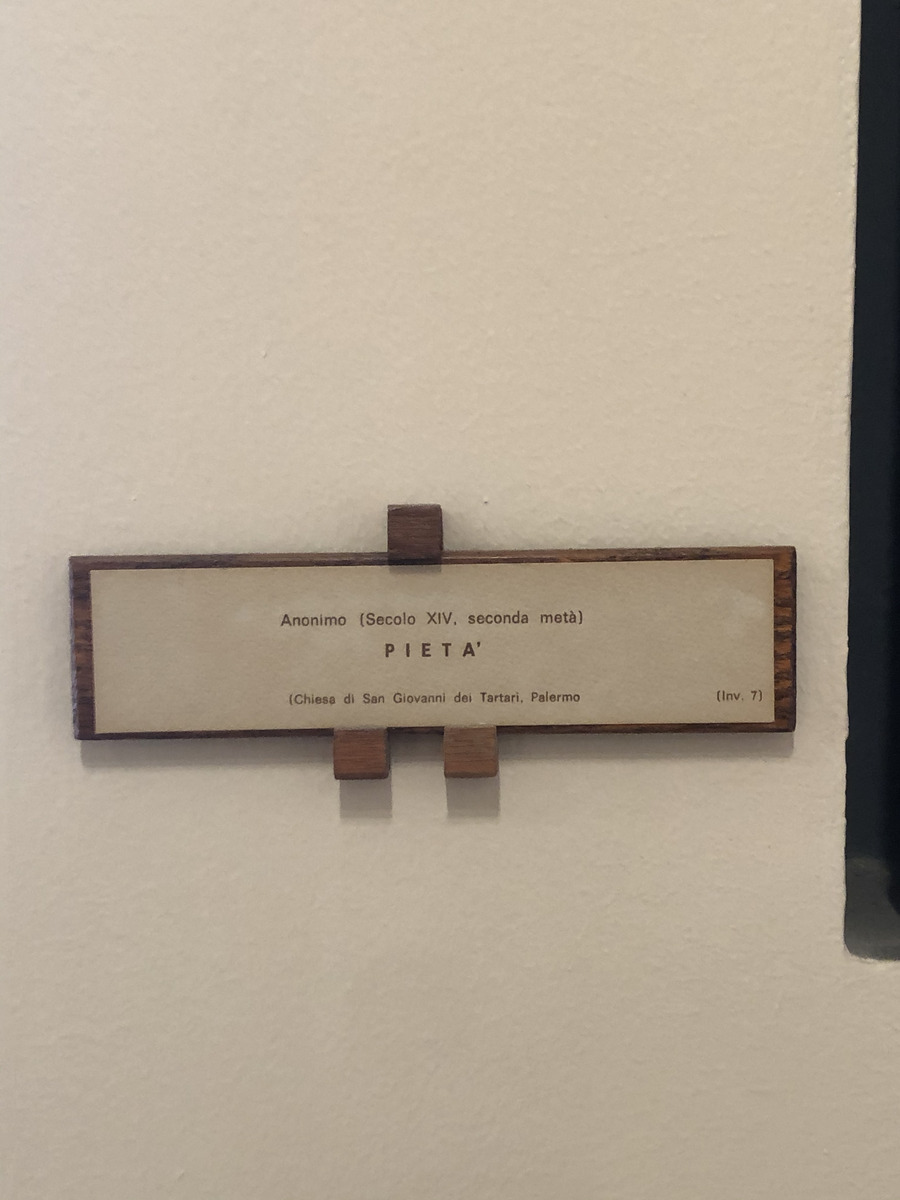 Anonimo (Secolo XIV, seconda metà)
PIETA'
(Chiesa di San Giovanni dei Tartari, Palermo
(Inv. 7)